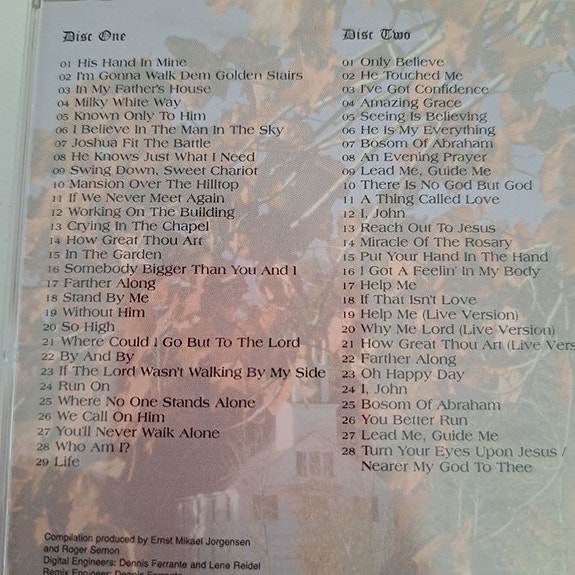 Disc One
01 His Hand In Mine
02 I'm Gonna Walk Dem Golden Stairs
03 In My Father's House
04 Milky White Way
05 Known Only To Him
06 I Believe In The Man In The Sky
07 Joshua Fit The Battle
08 He Knows Just What I Need
09 Swing Down, Sweet Chariot
10 Mansion Over The Hilltop
11 If We Never Meet Again
12 Working On The Building
13 Crying In The Chapel
14 How Great Thou Art
15 In The Garden
16 Somebody Bigger Than You And I
17 Farther Along
18 Stand By Me
19 Without Him
20 So High
21 Where Could I Go But To The Lord
22 By And By
23 If The Lord Wasn't Walking By My Side
24 Run On
25 Where No One Stands Alone
26 We Call On Him
27 You'll Never Walk Alone
28 Who Am I?
29 Life
Disc Two
01 Only Believe
02 He Touched Me
03 I've Got Confidence
04 Amazing Grace
05 Seeing Is Believing
06 He Is My Everything
07 Bosom Of Abraham
08 An Evening Prayer
09 Lead Me, Guide Me
10 There Is No God But God
11 A Thing Called Love
12 I, John
13 Reach Out To Jesus
14 Miracle Of The Rosary
15 Put Your Hand In The Hand
16 I Got A Feelin' In My Body
17 Help Me
18 If That Isn't Love
19 Help Me (Live Version)
20 Why Me Lord (Live Version)
21 How Great Thou Art (Live Vers
22 Farther Along
23 Oh Happy Day
24 I, John
25 Bosom Of Abraham
26 You Better Run
27 Lead Me, Guide Me
28 Turn Your Eyes Upon Jesus /
Nearer My God To Thee
Compilation produced by Ernst Mikael Jorgensen
and Roger Semon
Digital Engineers: Dennis Ferrante and Lene Reidel
Remix Engineer: Dennis Ferrante